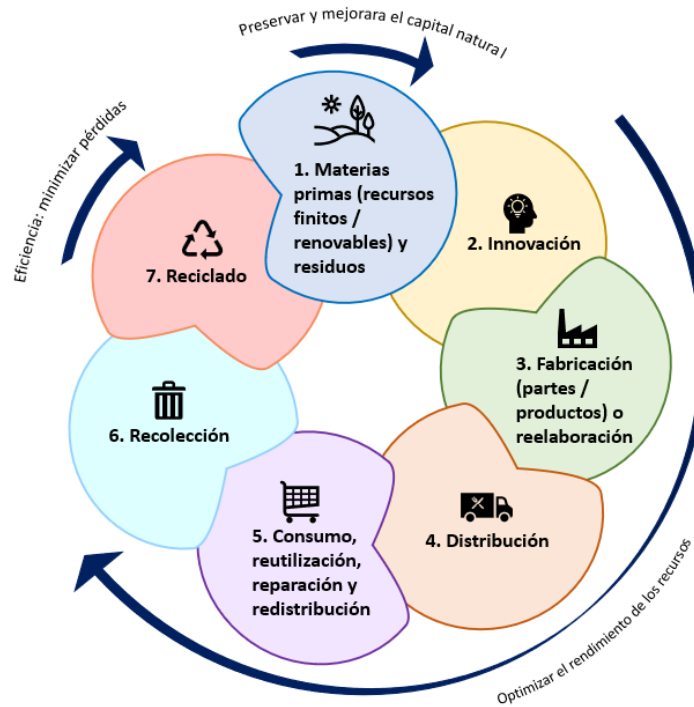 Preservar y mejorara el capital natural
1. Materias
primas (recursos
finitos /
renovables) y
residuos
2. Innovación
3. Fabricación
(partes /
productos) o
reelaboración
4. Distribución
5. Consumo,
reutilización,
reparación y
redistribución
6. Recolección
7. Reciclado
Eficiencia: minimizar pérdidas
Optimizar el rendimiento de los recursos